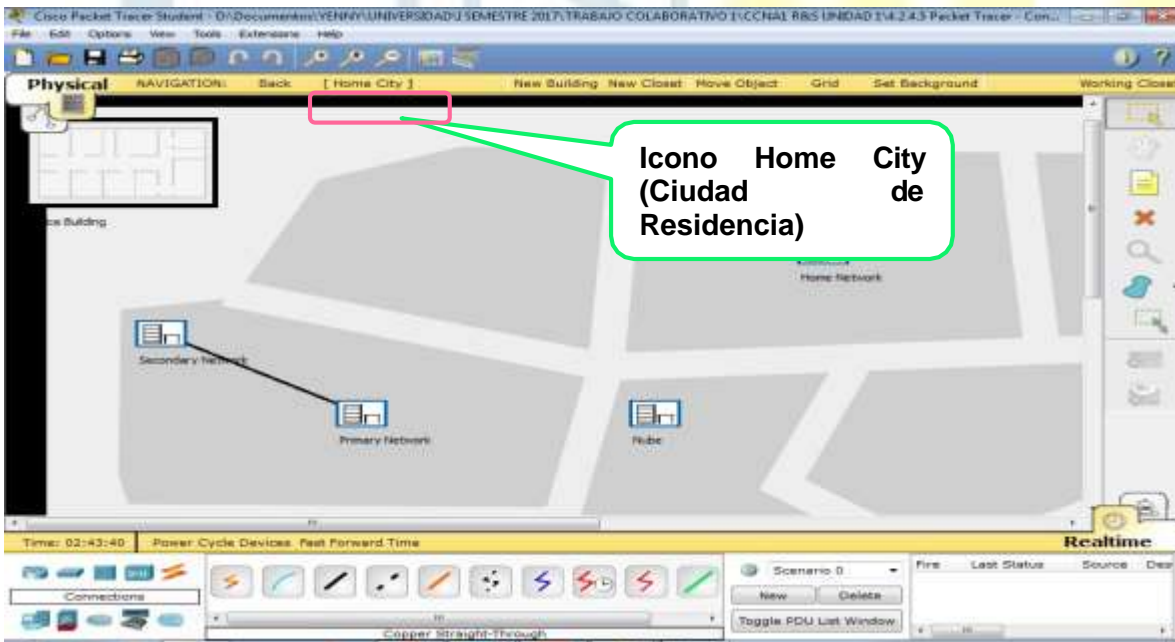 Cisco Packet Tracer Student - D:\Documentos\YENNY\UNIVERSIDAD\J SEMESTRE 2017\TRABAJO COLABORATIVO 1\CCNA1 R&S UNIDAD 1\4.2.4.5 Packet Tracer - Con...
File Edit Options View Tools Extensions Help
Physical NAVIGATION: Back [ Home City ] New Building New Closet Move Object Grid Set Background Working Closet
Icono Home City
(Ciudad de
Residencia)
ce Building
Home Network
Secondary Network
Primary Network
Nube
Time: 02:43:40 Power Cycle Devices Fast Forward Time Realtime
Scenario 0 Fire Last Status Source Des
Connections New Delete
Toggle PDU List Window
Copper Straight-Through